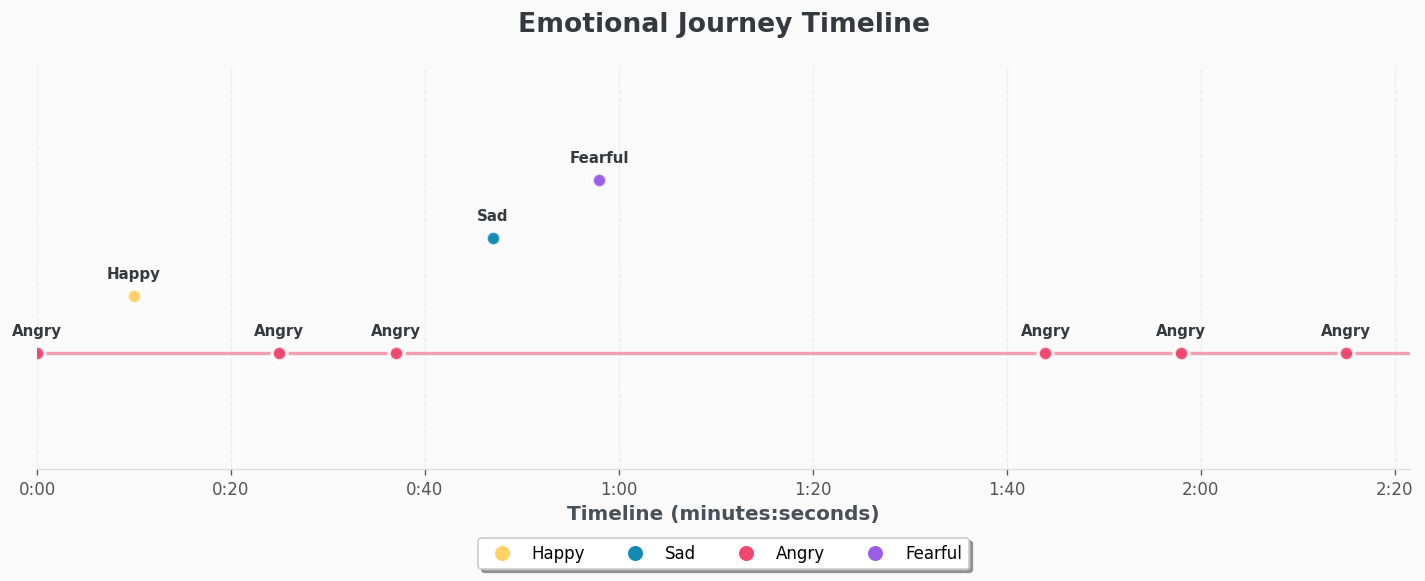 Emotional Journey Timeline
Fearful
Sad
Happy
Angry Angry Angry Angry Angry Angry
0:00 0:20 0:40 1:00 1:20 1:40 2:00 2:20
Timeline (minutes:seconds)
Happy Sad Angry Fearful